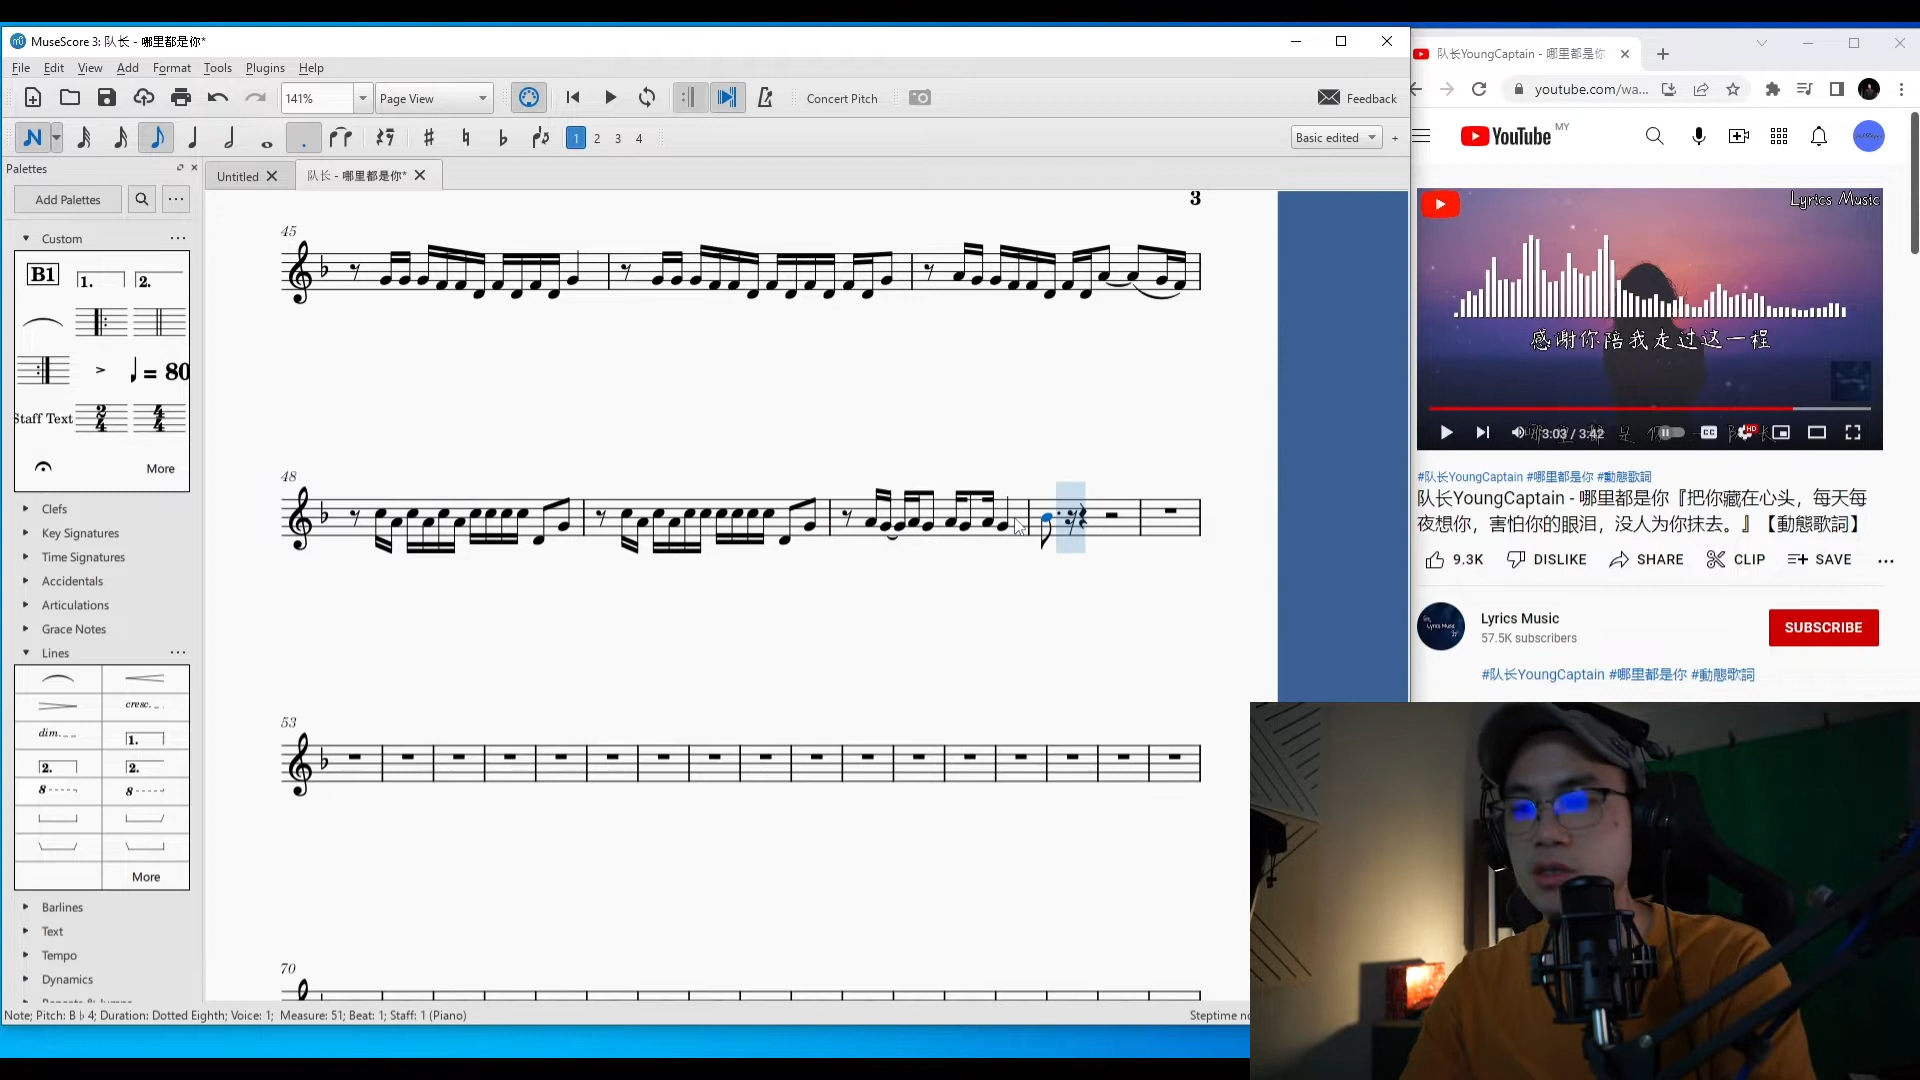 MuseScore 3: 队长 - 哪里都是你*
File Edit View Add Format Tools Plugins Help
141% Page View Concert Pitch Feedback
1 2 3 4 Basic edited +
Palettes
Add Palettes
Custom
B1 1. 2.
= 80
Staff Text 2 4 4 4
More
Clefs
Key Signatures
Time Signatures
Accidentals
Articulations
Grace Notes
Lines
cresc.
dim. 1.
2. 2.
8 8
More
Barlines
Text
Tempo
Dynamics
Untitled 队长 - 哪里都是你*
3
45
48
53
70
Note; Pitch: B♭4; Duration: Dotted Eighth; Voice: 1; Measure: 51; Beat: 1; Staff: 1 (Piano)
Steptime
队长YoungCaptain - 哪里都是你
youtube.com/wa...
YouTube MY
Lyrics Music
感谢你陪我走过这一程
3:03 / 3:42
CC HD
#队长YoungCaptain #哪里都是你 #動態歌詞
队长YoungCaptain - 哪里都是你『把你藏在心头，每天每
夜想你，害怕你的眼泪，没人为你抹去。』【動態歌詞】
9.3K DISLIKE SHARE CLIP SAVE
Lyrics Music
57.5K subscribers
SUBSCRIBE
#队长YoungCaptain #哪里都是你 #動態歌詞